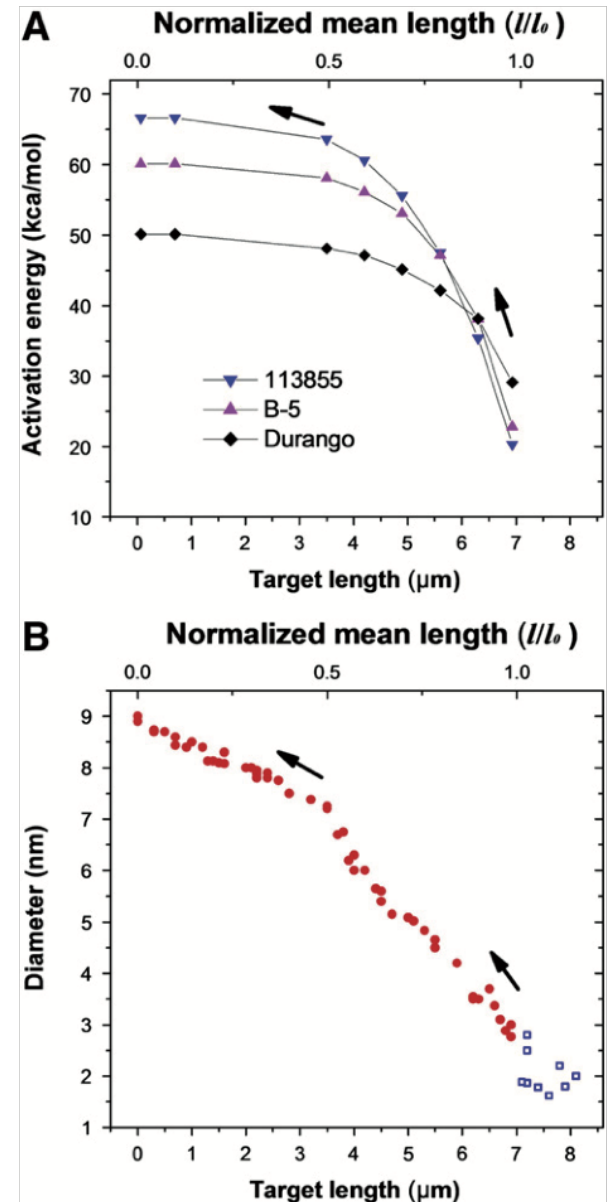 A
Normalized mean length (l/l₀ )
0.0 0.5 1.0
Activation energy (kca/mol)
70
60
50
40
30
20
10
113855
B-5
Durango
0 1 2 3 4 5 6 7 8
Target length (µm)
B
Normalized mean length (l/l₀ )
0.0 0.5 1.0
Diameter (nm)
9
8
7
6
5
4
3
2
1
0 1 2 3 4 5 6 7 8
Target length (µm)